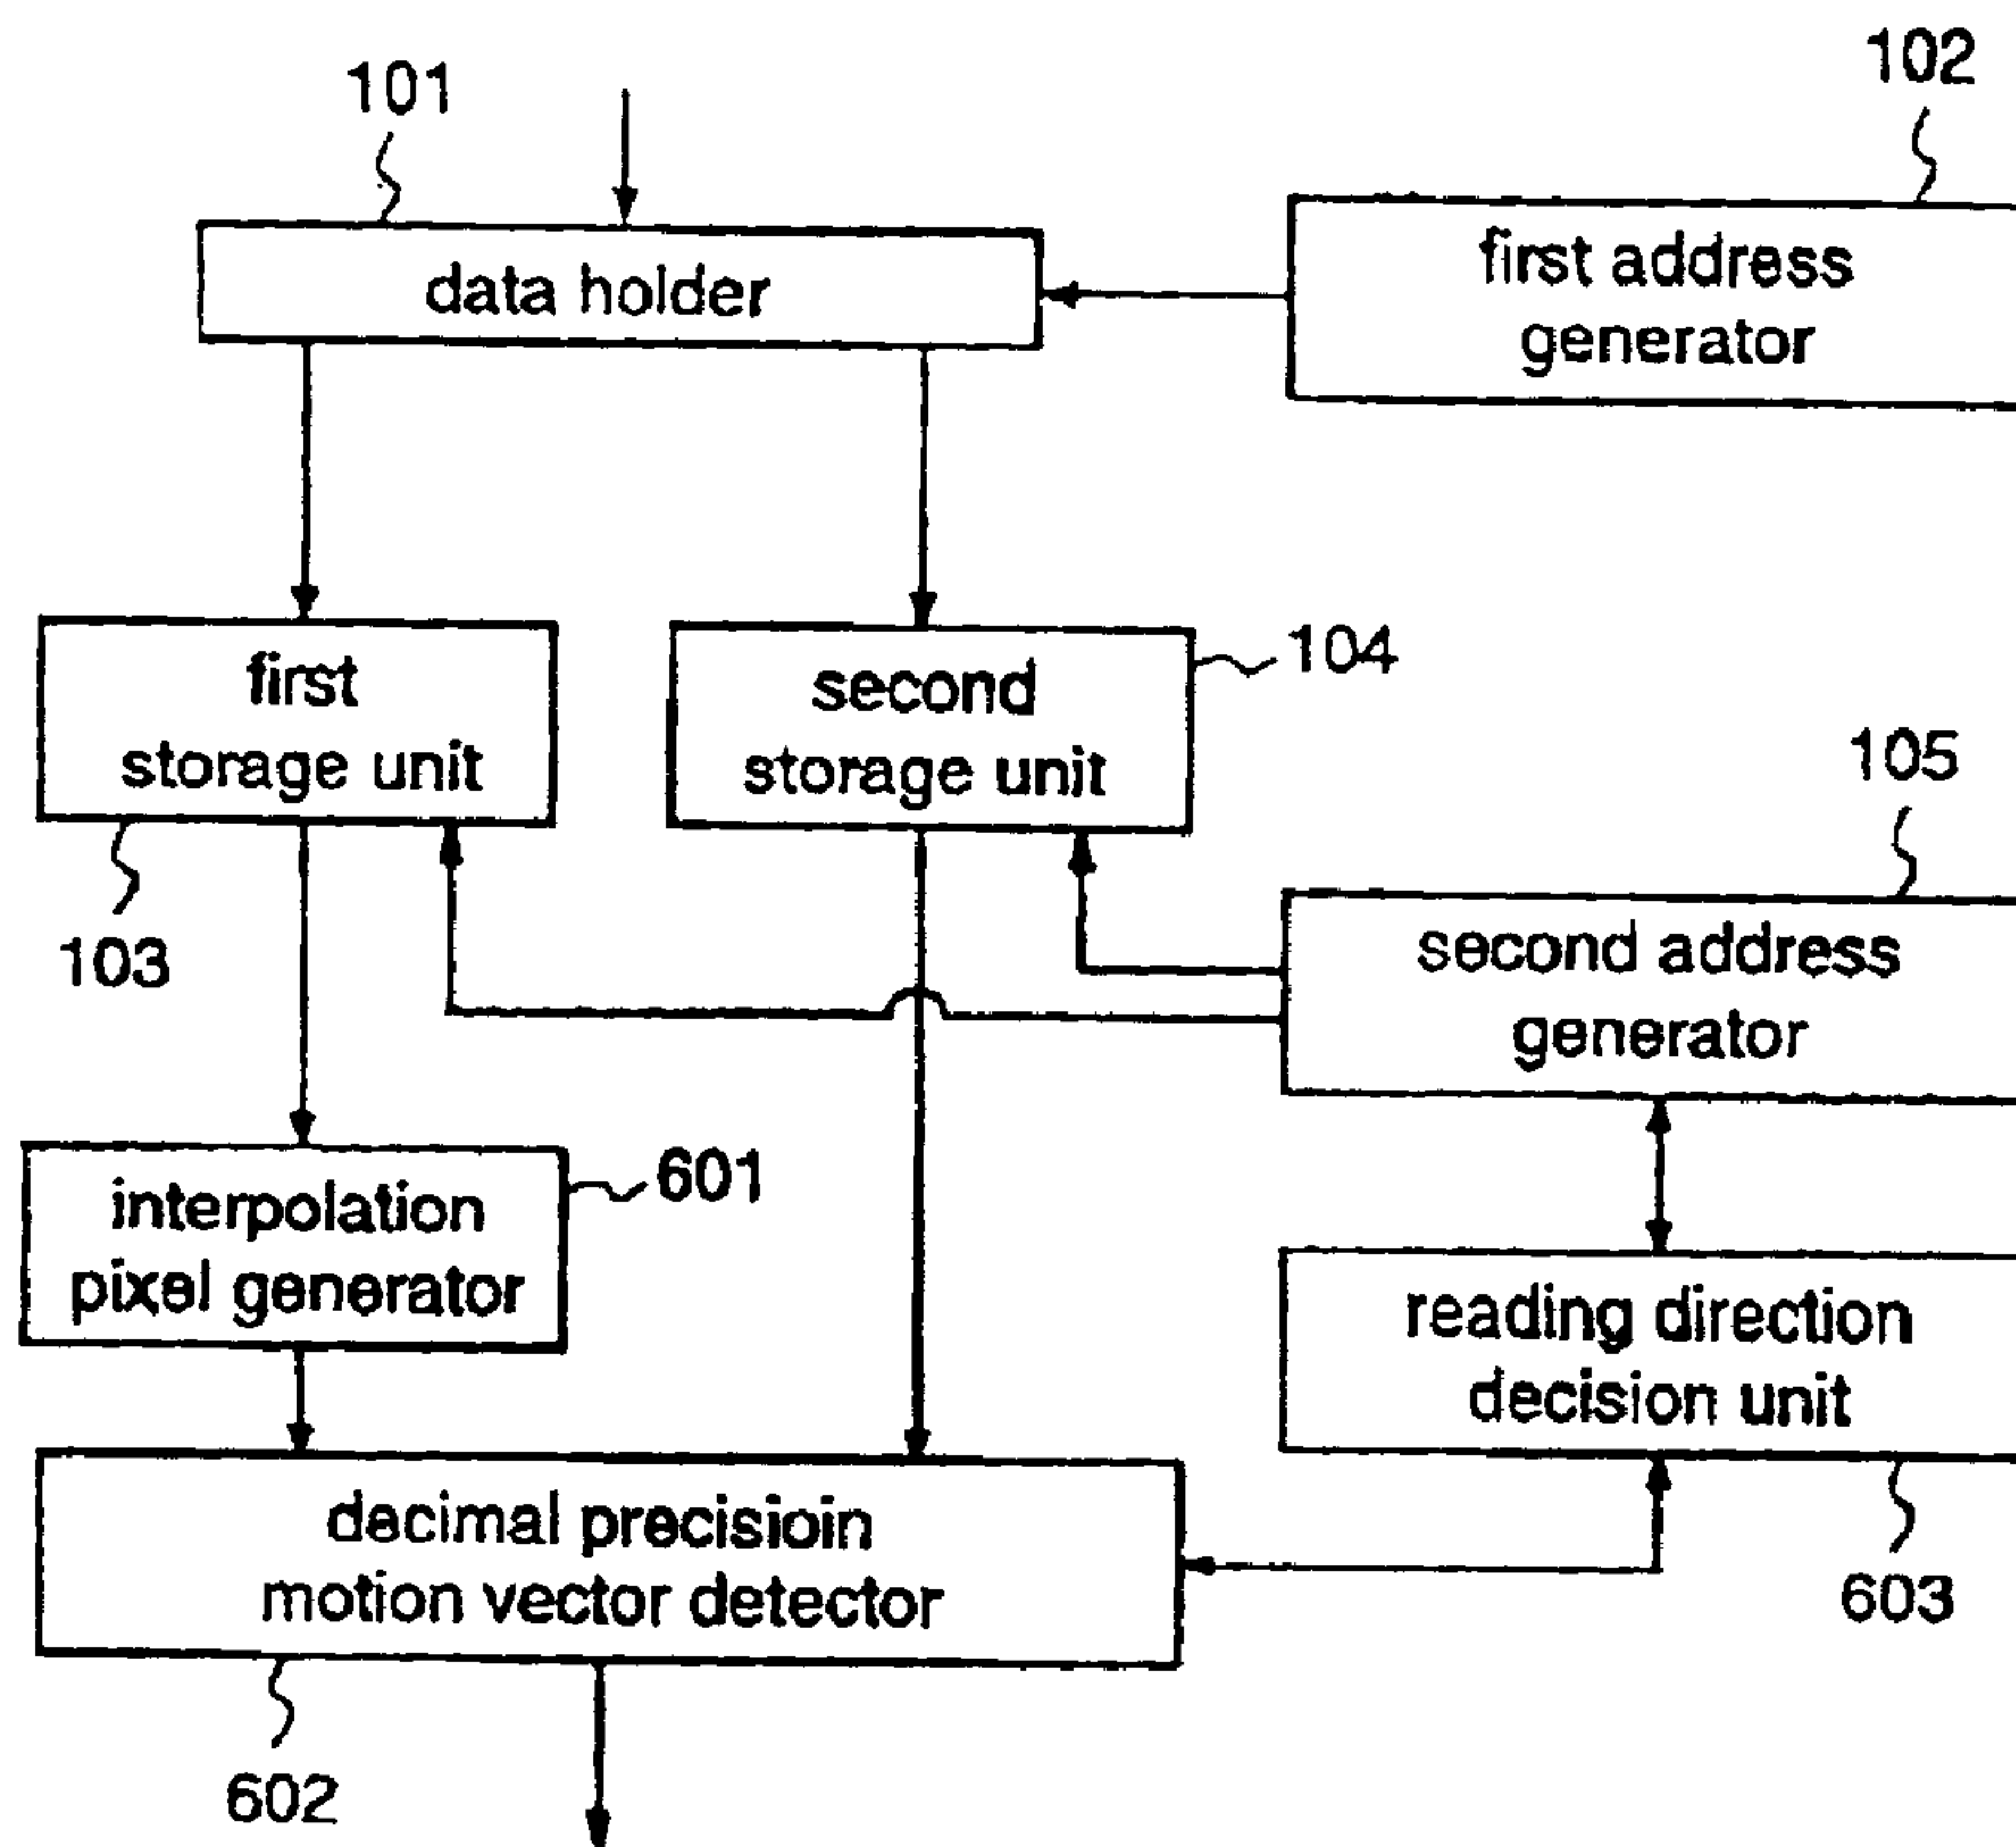 101
102
data holder
first address
generator
first
storage unit
second
storage unit
104
103
105
second address
generator
interpolation
pixel generator
601
reading direction
decision unit
decimal precisioin
motion vector detector
603
602